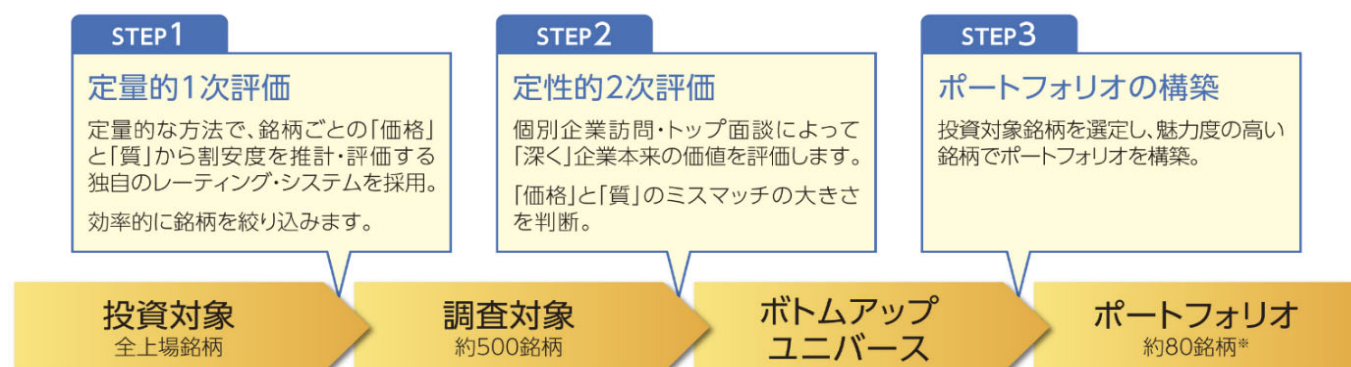 STEP1
定量的1次評価
定量的な方法で、銘柄ごとの「価格」
と「質」から割安度を推計・評価する
独自のレーティング・システムを採用。
効率的に銘柄を絞り込みます。
STEP2
定性的2次評価
個別企業訪問・トップ面談によって
「深く」企業本来の価値を評価します。
「価格」と「質」のミスマッチの大きさ
を判断。
STEP3
ポートフォリオの構築
投資対象銘柄を選定し、魅力度の高い
銘柄でポートフォリオを構築。
投資対象
全上場銘柄
調査対象
約500銘柄
ボトムアップ
ユニバース
ポートフォリオ
約80銘柄※